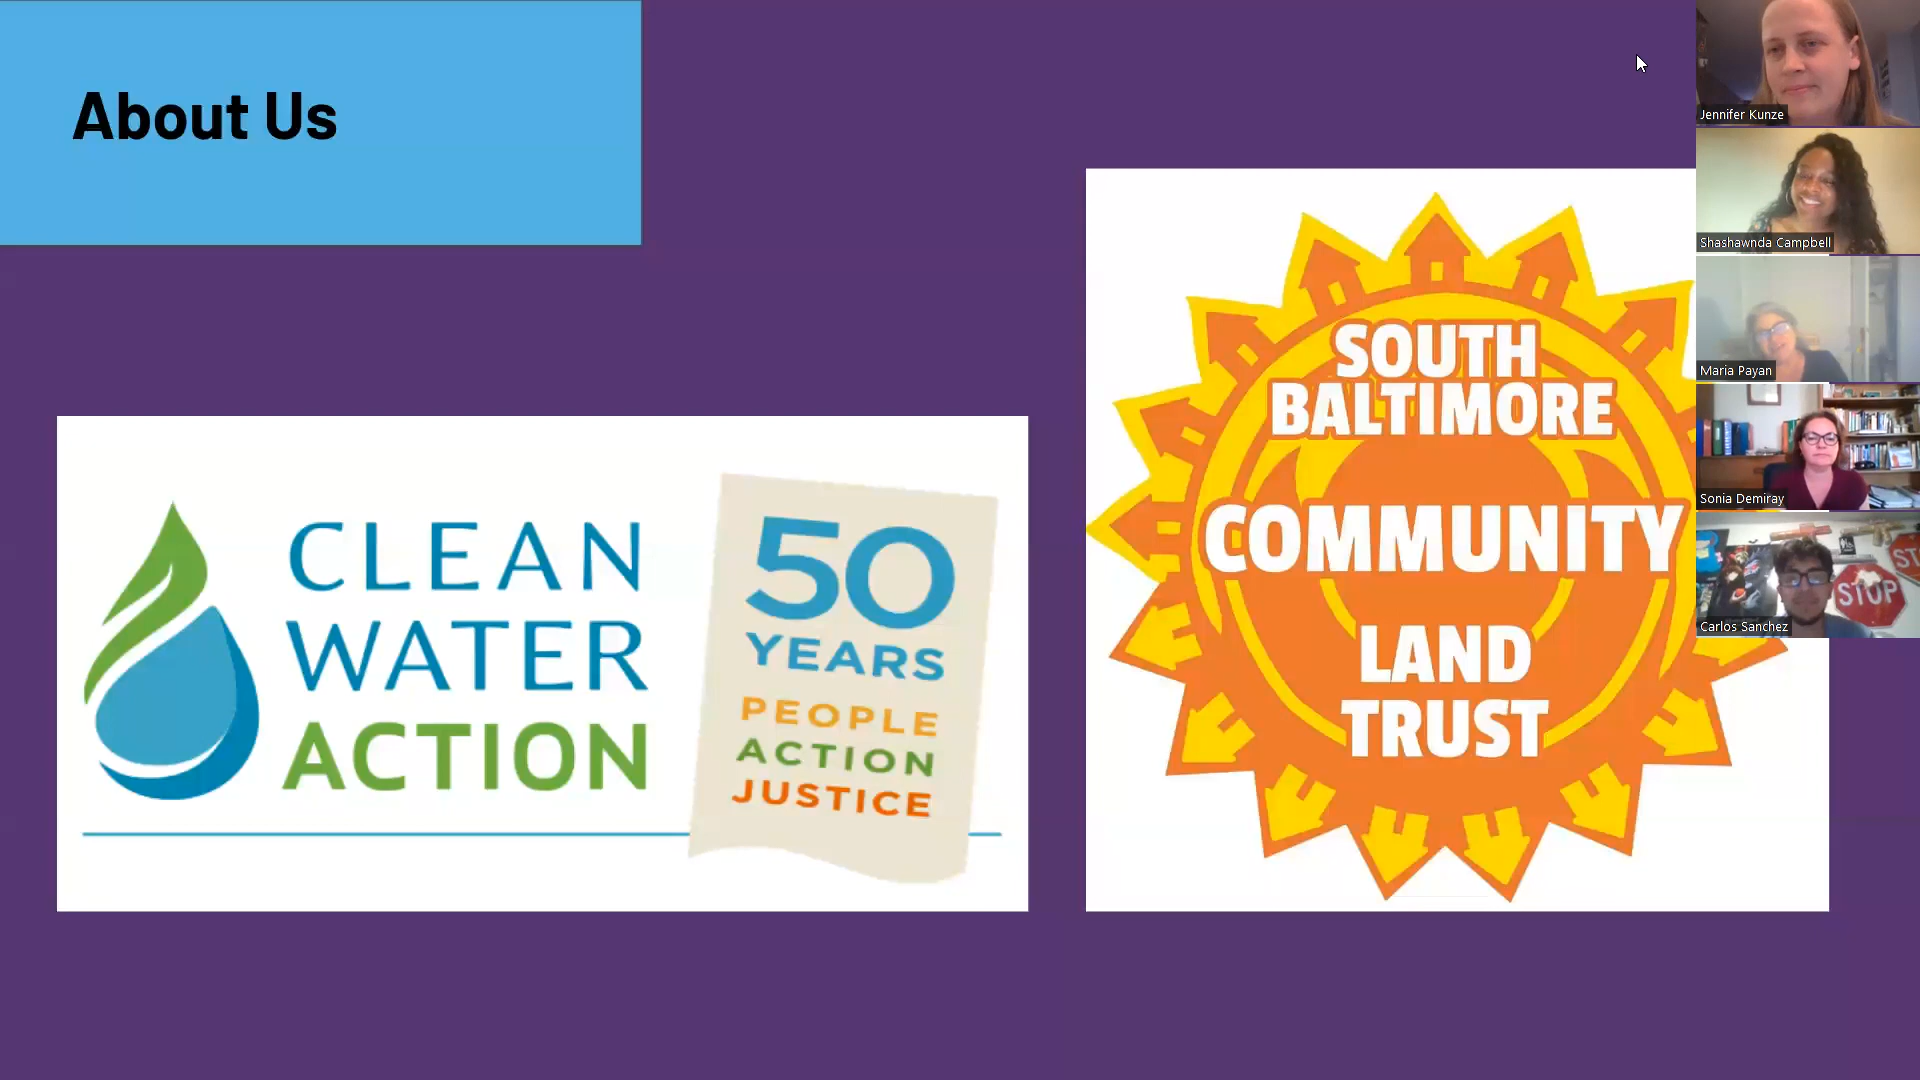 About Us
CLEAN
WATER
ACTION
50
YEARS
PEOPLE
ACTION
JUSTICE
SOUTH
BALTIMORE
COMMUNITY
LAND
TRUST
Jennifer Kunze
Shashawnda Campbell
Maria Payan
Sonia Demiray
Carlos Sanchez
STOP